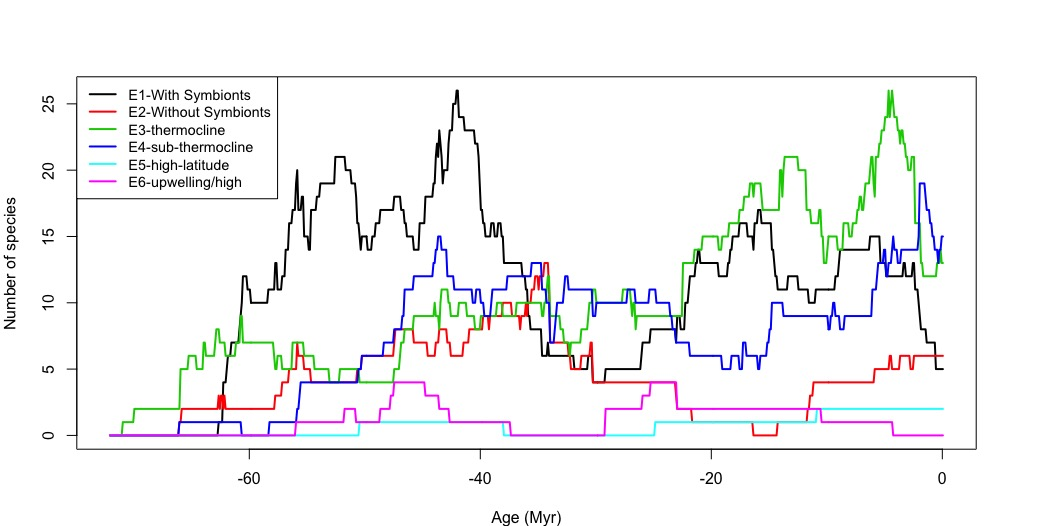 E1-With Symbionts
E2-Without Symbionts
E3-thermocline
E4-sub-thermocline
E5-high-latitude
E6-upwelling/high
Number of species
25
20
15
10
5
0
-60
-40
-20
0
Age (Myr)